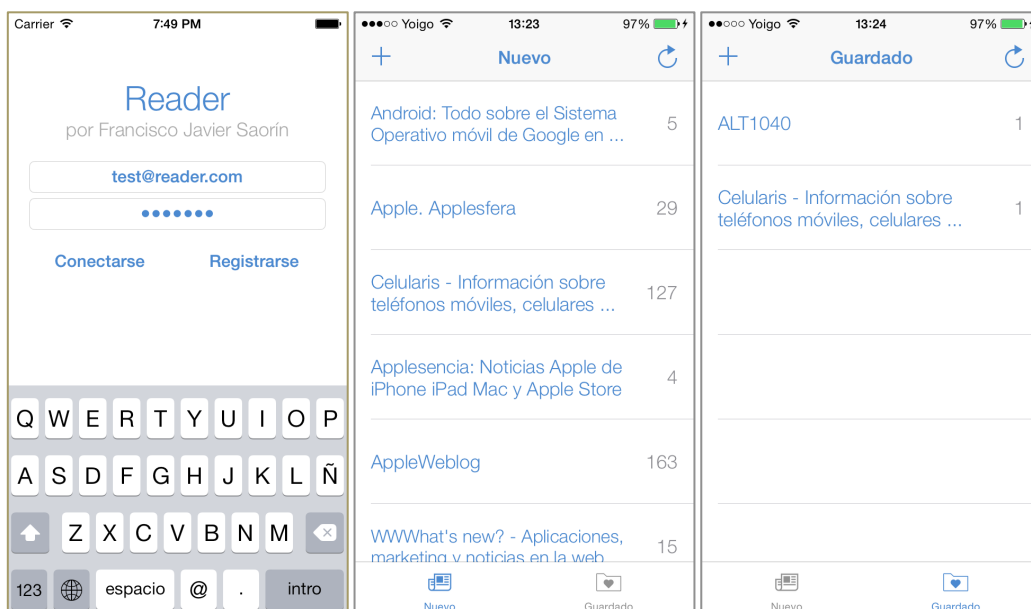 Carrier 7:49 PM
Reader
por Francisco Javier Saorín
test@reader.com
•••••••
Conectarse Registrarse
Q W E R T Y U I O P
A S D F G H J K L Ñ
Z X C V B N M
123 espacio @ . intro
Yoigo 13:23 97%
+ Nuevo
Android: Todo sobre el Sistema
Operativo móvil de Google en ... 5
Apple. Applesfera 29
Celularis - Información sobre
teléfonos móviles, celulares ... 127
Applesencia: Noticias Apple de
iPhone iPad Mac y Apple Store 4
AppleWeblog 163
WWWhat's new? - Aplicaciones,
marketing y noticias en la web 15
Nuevo Guardado
Yoigo 13:24 97%
+ Guardado
ALT1040 1
Celularis - Información sobre
teléfonos móviles, celulares ... 1
Nuevo Guardado